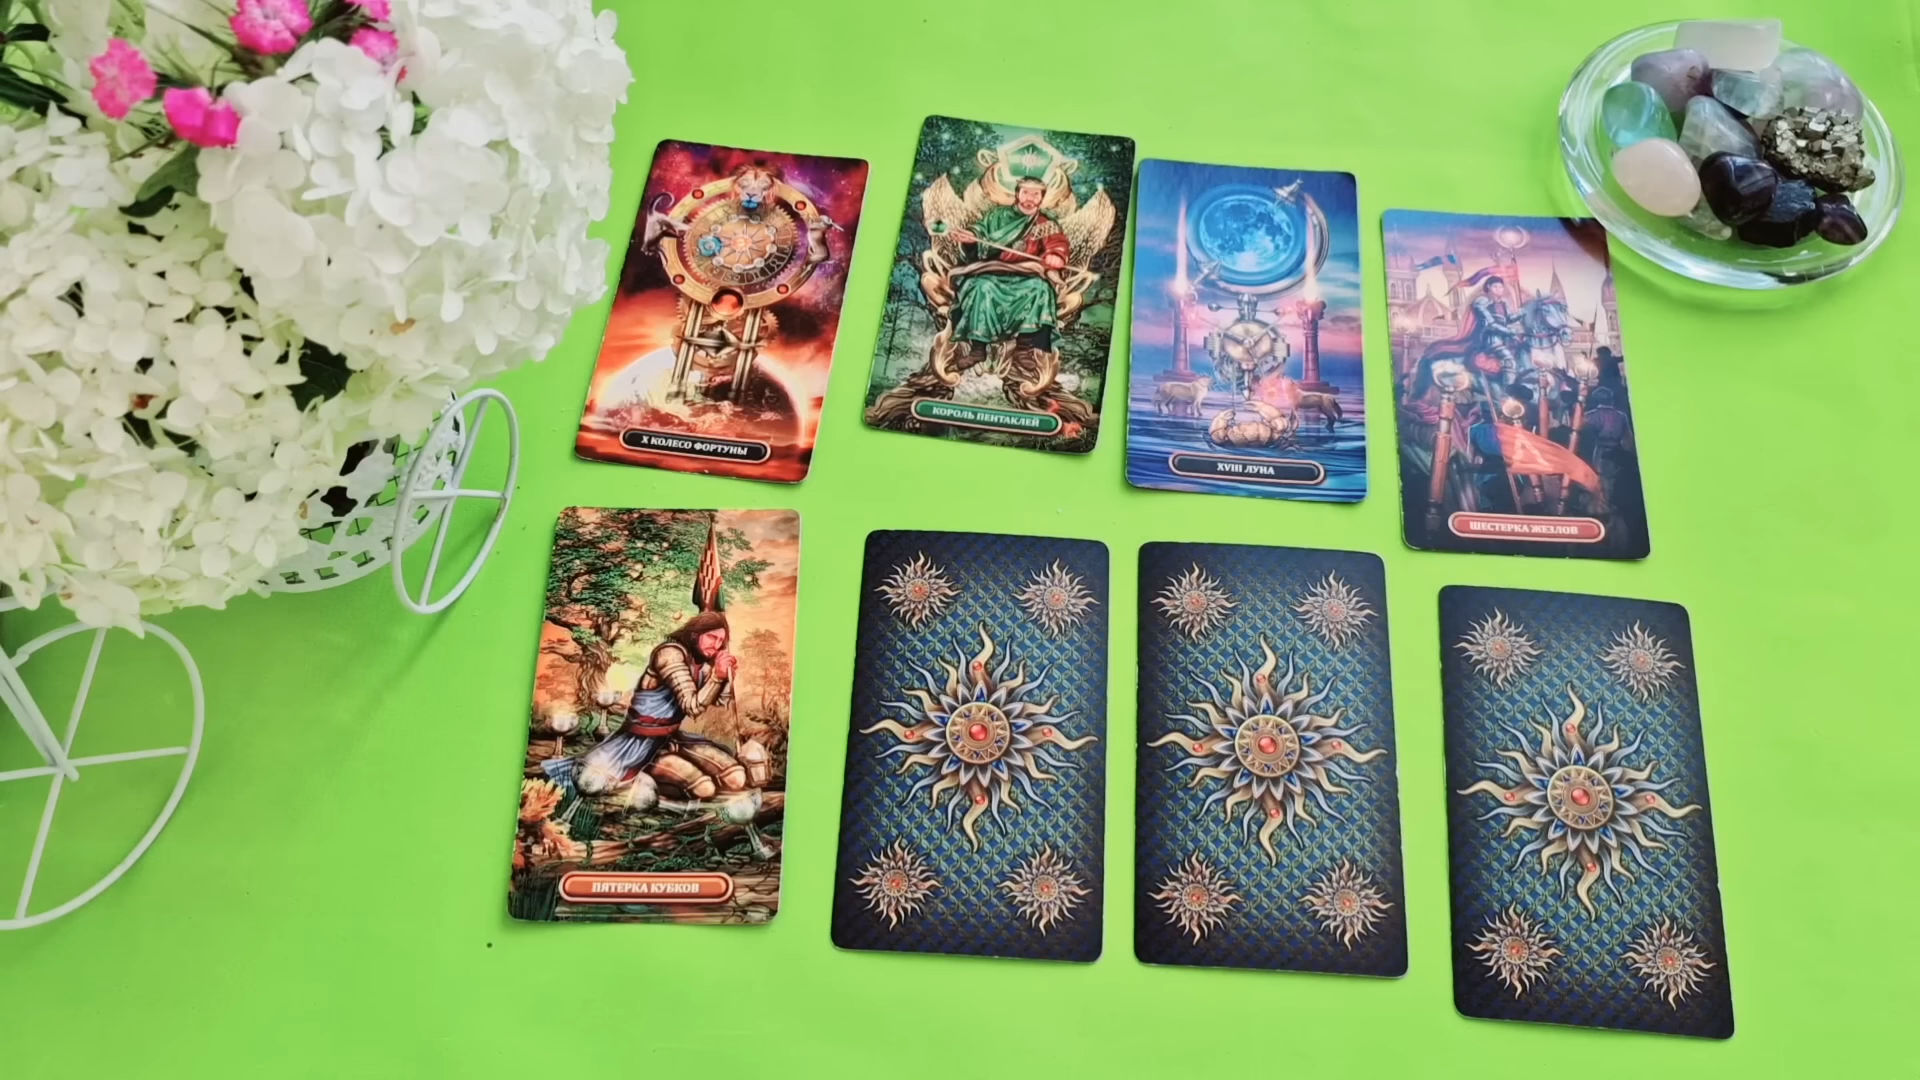 X КОЛЕСО ФОРТУНЫ
КОРОЛЬ ПЕНТАКЛЕЙ
XVIII ЛУНА
ШЕСТЕРКА ЖЕЗЛОВ
ПЯТЕРКА КУБКОВ